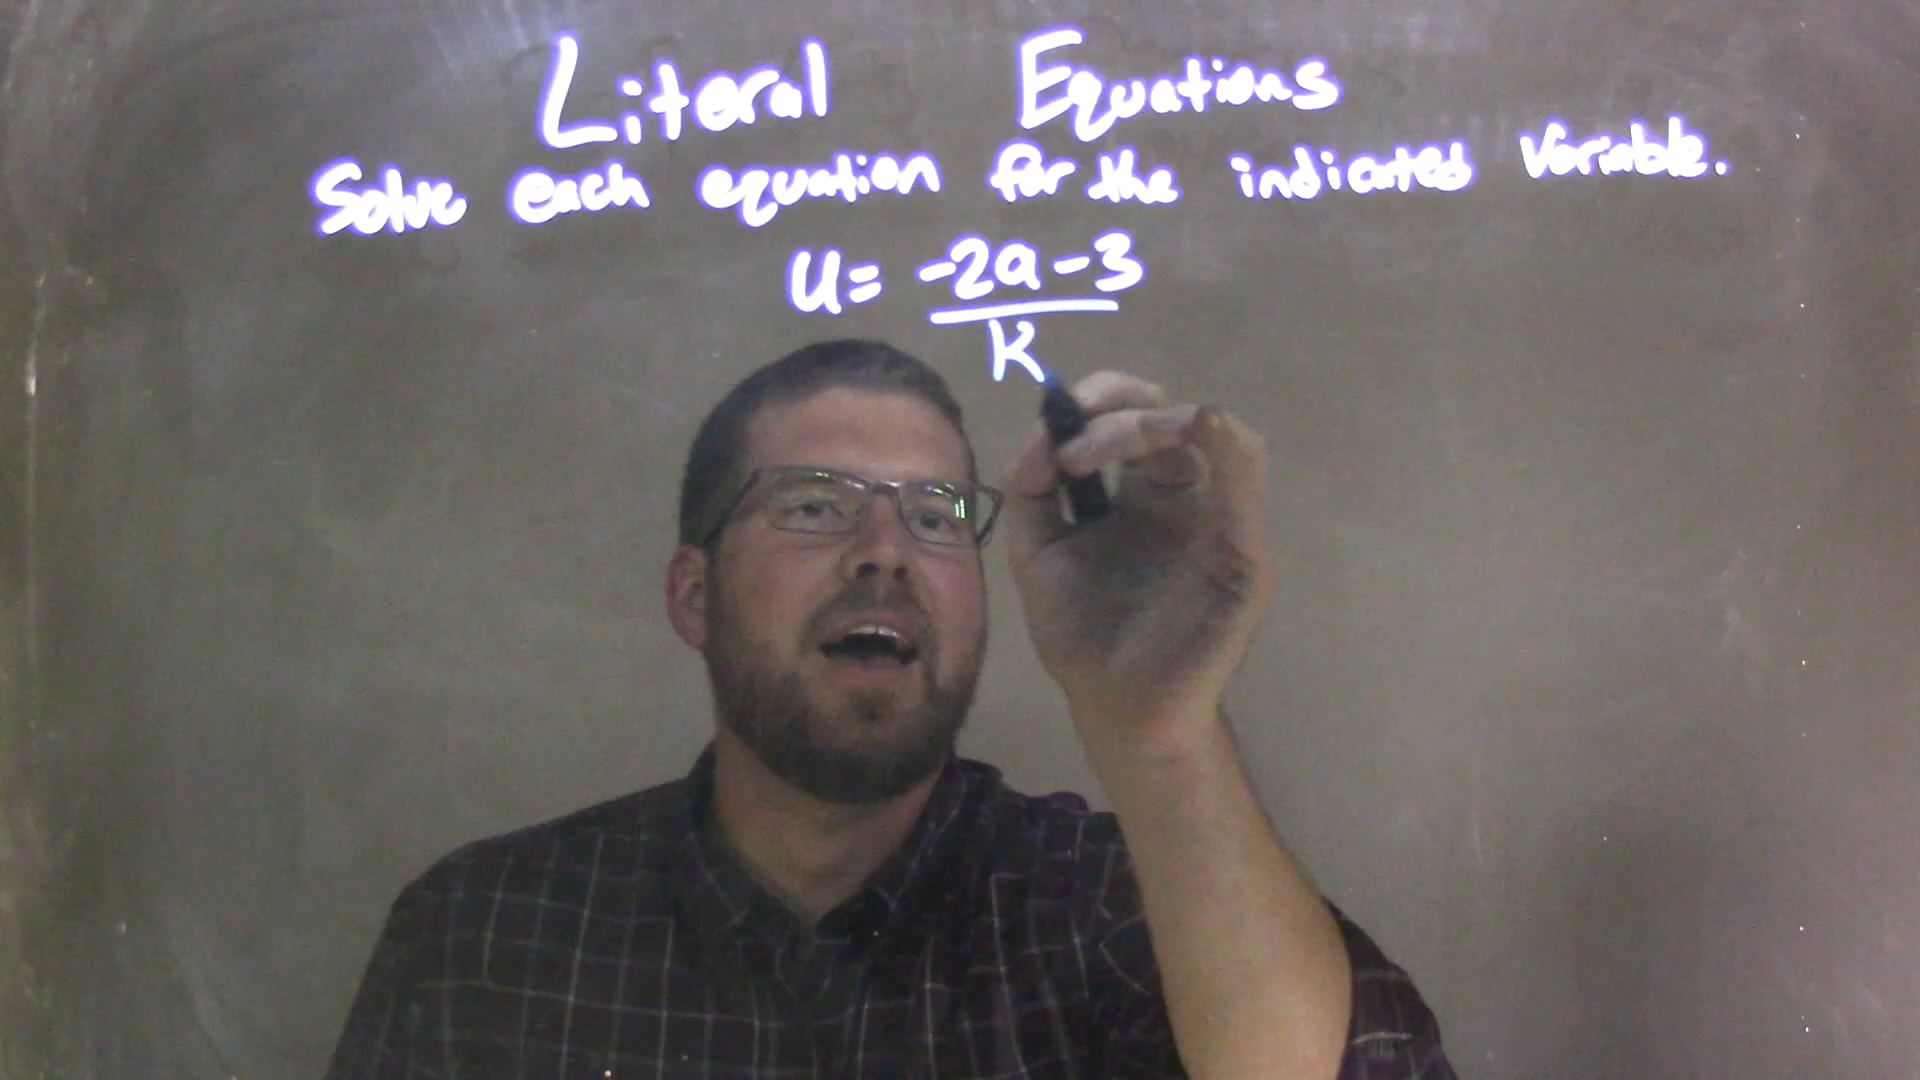 Literal Equations
Solve each equation for the indicated variable.
u = -2a - 3
K